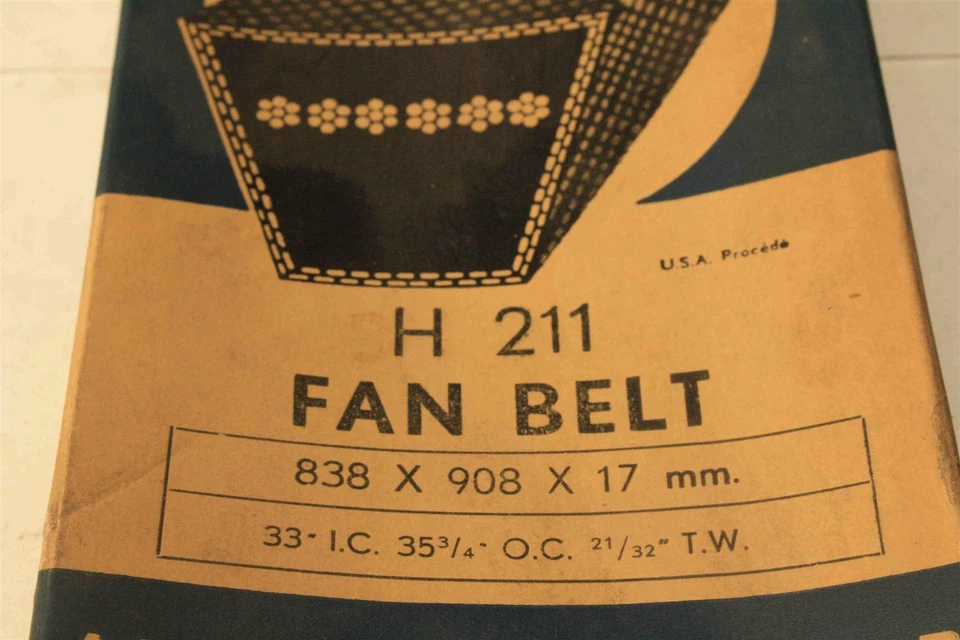 U.S.A. Procédé
H 211
FAN BELT
838 X 908 X 17 mm.
33" I.C. 35³/₄" O.C. ²¹/₃₂" T.W.